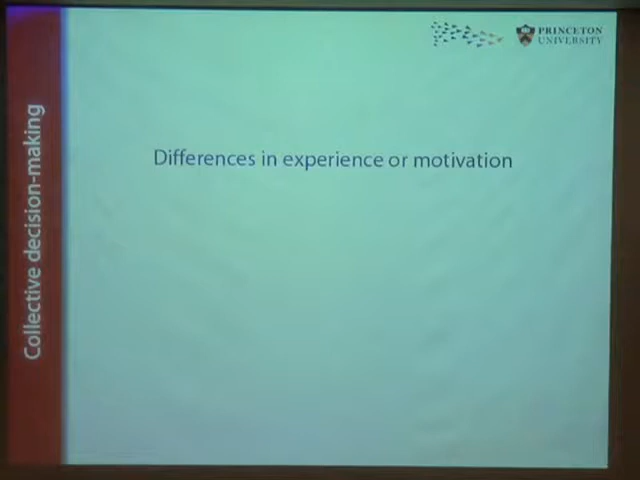 PRINCETON
UNIVERSITY
Collective decision-making
Differences in experience or motivation